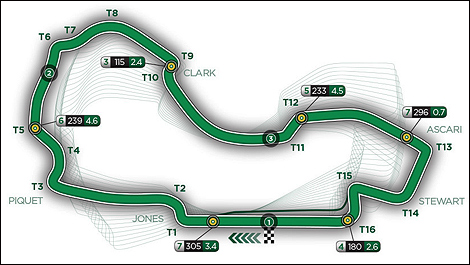 T8
T7
T6
T9
3 115 2.4
CLARK
T10
2
5 233 4.5
T12
7 296 0.7
6 239 4.6
T5
ASCARI
3
T11
T13
T4
T15
T3
T2
PIQUET
STEWART
JONES
T14
1
T1
T16
7 305 3.4
4 180 2.6